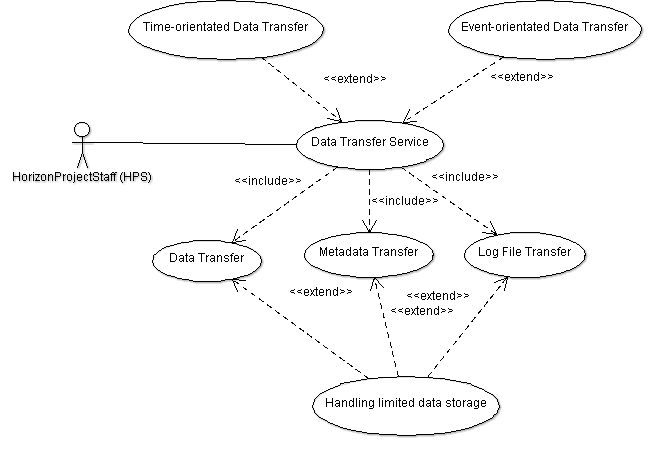 Time-orientated Data Transfer
Event-orientated Data Transfer
<<extend>>
<<extend>>
Data Transfer Service
HorizonProjectStaff (HPS)
<<include>>
<<include>>
<<include>>
Data Transfer
Metadata Transfer
Log File Transfer
<<extend>>
<<extend>>
<<extend>>
Handling limited data storage